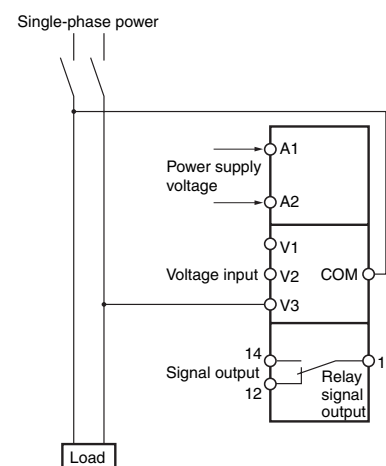 Single-phase power
A1
Power supply
voltage
A2
V1
Voltage input
V2
COM
V3
14
Signal output
12
1
Relay
signal
output
Load